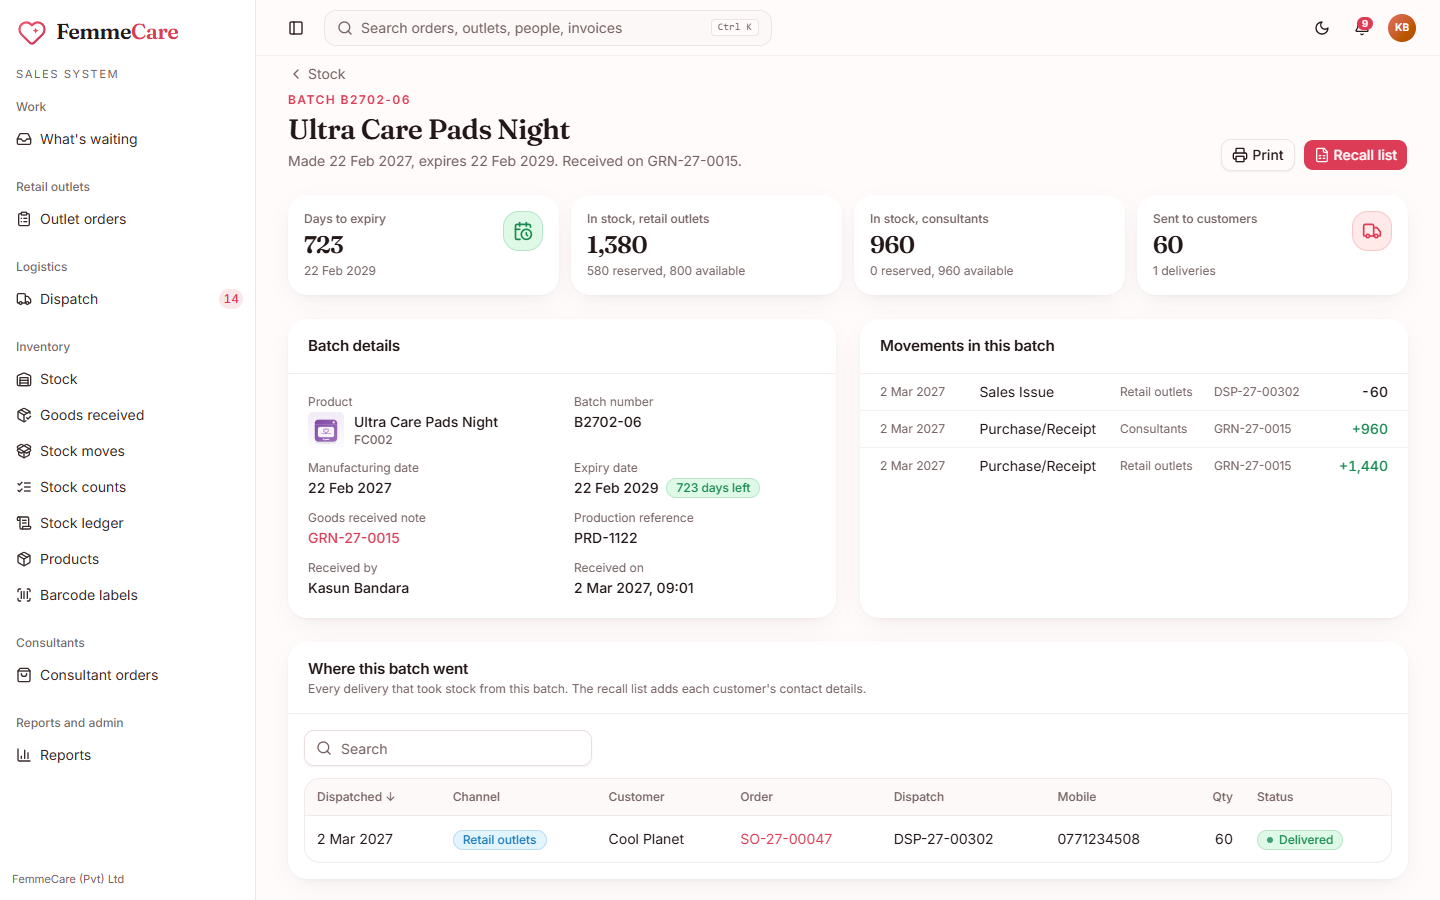 FemmeCare
SALES SYSTEM
Work
What's waiting
Retail outlets
Outlet orders
Logistics
Dispatch 14
Inventory
Stock
Goods received
Stock moves
Stock counts
Stock ledger
Products
Barcode labels
Consultants
Consultant orders
Reports and admin
Reports
FemmeCare (Pvt) Ltd
Search orders, outlets, people, invoices Ctrl K
9
KB
Stock
BATCH B2702-06
Ultra Care Pads Night
Made 22 Feb 2027, expires 22 Feb 2029. Received on GRN-27-0015.
Print
Recall list
Days to expiry
723
22 Feb 2029
In stock, retail outlets
1,380
580 reserved, 800 available
In stock, consultants
960
0 reserved, 960 available
Sent to customers
60
1 deliveries
Batch details
Product
Ultra Care Pads Night
FC002
Batch number
B2702-06
Manufacturing date
22 Feb 2027
Expiry date
22 Feb 2029 723 days left
Goods received note
GRN-27-0015
Production reference
PRD-1122
Received by
Kasun Bandara
Received on
2 Mar 2027, 09:01
Movements in this batch
2 Mar 2027 Sales Issue Retail outlets DSP-27-00302 -60
2 Mar 2027 Purchase/Receipt Consultants GRN-27-0015 +960
2 Mar 2027 Purchase/Receipt Retail outlets GRN-27-0015 +1,440
Where this batch went
Every delivery that took stock from this batch. The recall list adds each customer's contact details.
Search
Dispatched ↓ Channel Customer Order Dispatch Mobile Qty Status
2 Mar 2027 Retail outlets Cool Planet SO-27-00047 DSP-27-00302 0771234508 60 Delivered